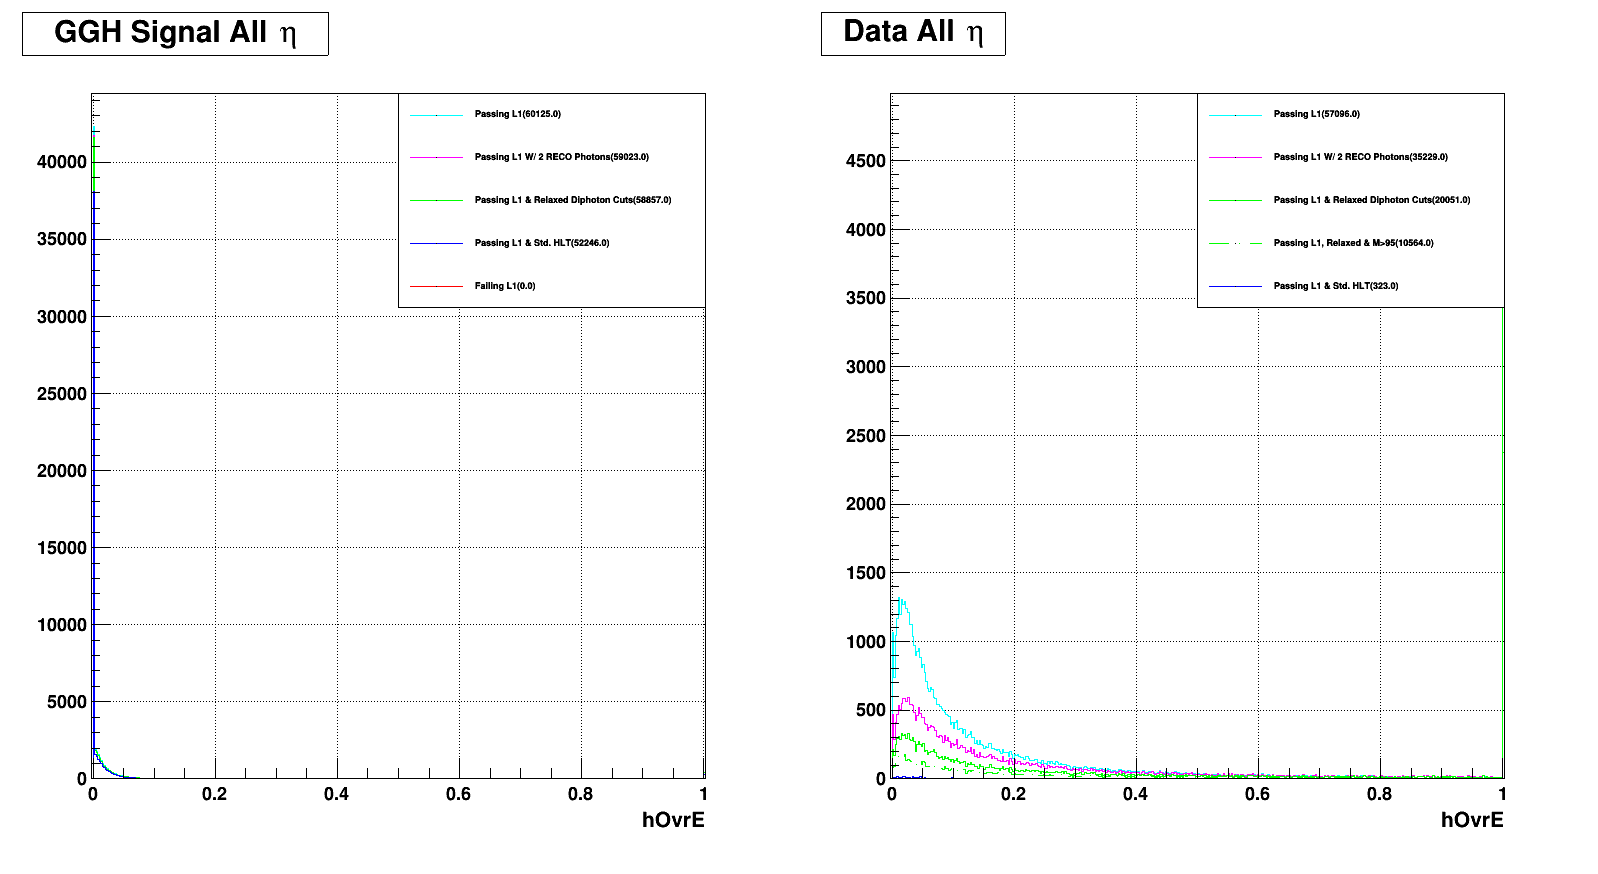 GGH Signal All η
Passing L1(60125.0)
Passing L1 W/ 2 RECO Photons(59023.0)
Passing L1 & Relaxed Diphoton Cuts(58857.0)
Passing L1 & Std. HLT(52246.0)
Failing L1(0.0)
40000
35000
30000
25000
20000
15000
10000
5000
0
0 0.2 0.4 0.6 0.8 1
hOvrE
Data All η
Passing L1(57096.0)
Passing L1 W/ 2 RECO Photons(35229.0)
Passing L1 & Relaxed Diphoton Cuts(20051.0)
Passing L1, Relaxed & M>95(10564.0)
Passing L1 & Std. HLT(323.0)
4500
4000
3500
3000
2500
2000
1500
1000
500
0
0 0.2 0.4 0.6 0.8 1
hOvrE